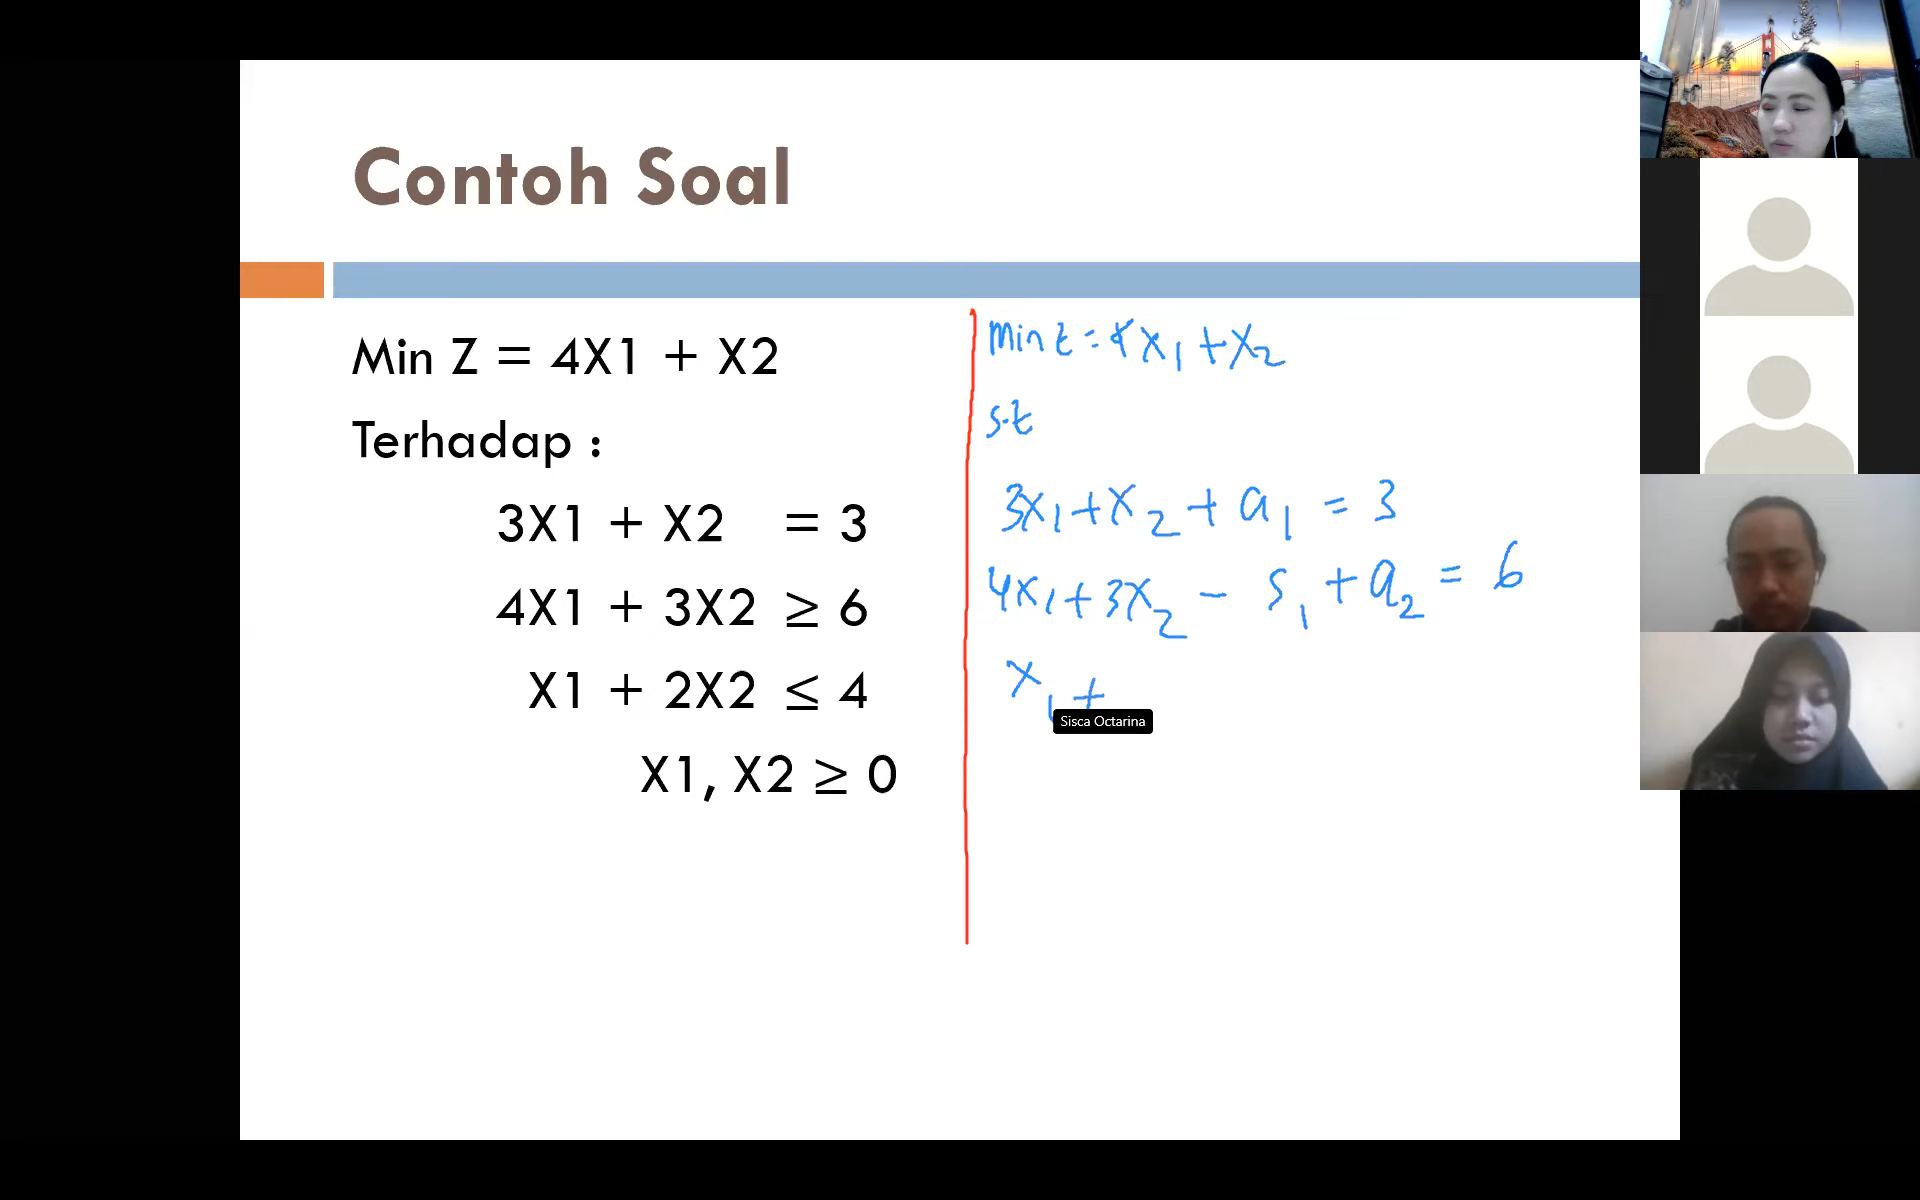 Contoh Soal
Min Z = 4X1 + X2
Terhadap :
3X1 + X2 = 3
4X1 + 3X2 ≥ 6
X1 + 2X2 ≤ 4
X1, X2 ≥ 0
min z = 4x₁ + x₂
s.t
3x₁ + x₂ + a₁ = 3
4x₁ + 3x₂ - s₁ + a₂ = 6
x₁ +
Sisca Octarina